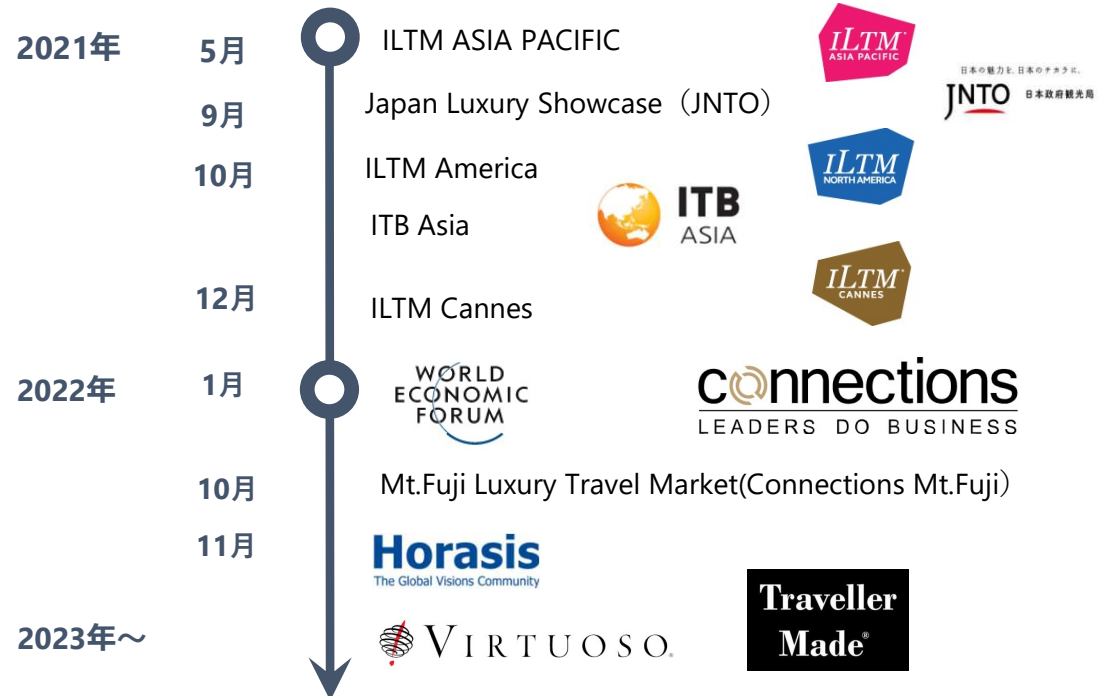 2021年
5月
ILTM ASIA PACIFIC
ILTM
ASIA PACIFIC
日本の魅力を、日本のチカラに。
JNTO 日本政府観光局
9月
Japan Luxury Showcase（JNTO）
10月
ILTM America
ILTM
NORTH AMERICA
ITB Asia
ITB
ASIA
12月
ILTM Cannes
ILTM
CANNES
2022年
1月
WORLD
ECONOMIC
FORUM
connections
LEADERS DO BUSINESS
10月
Mt.Fuji Luxury Travel Market(Connections Mt.Fuji）
11月
Horasis
The Global Visions Community
2023年～
VIRTUOSO®
Traveller
Made®